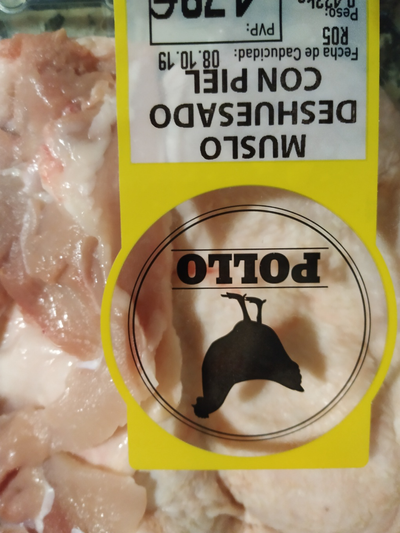 POLLO
MUSLO
DESHUESADO
CON PIEL
Fecha de Caducidad: 08.10.19
R05
PVP:
Peso: